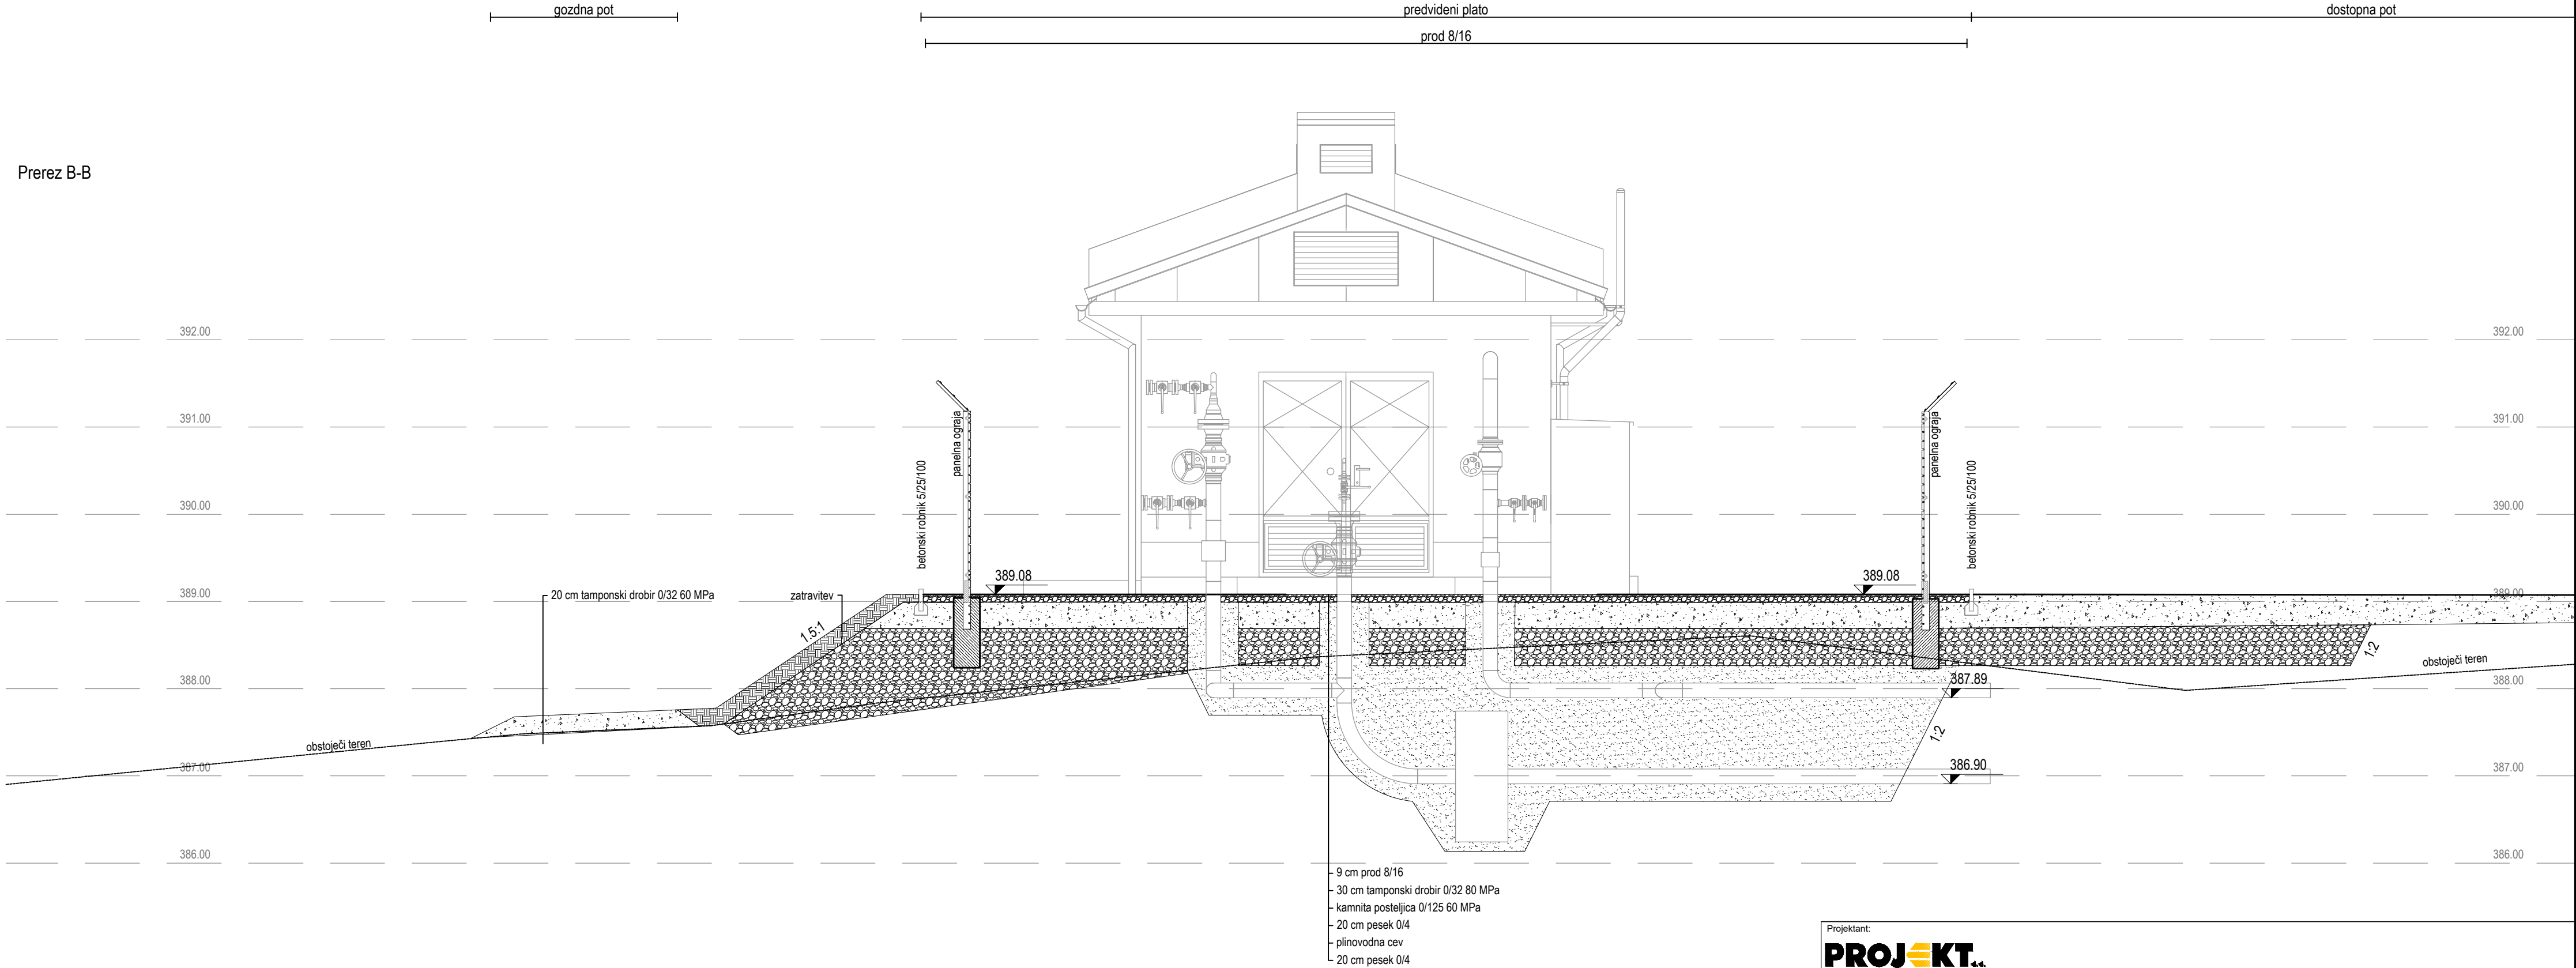 gozdna pot
predvideni plato
dostopna pot
prod 8/16
Prerez B-B
392.00
392.00
391.00
391.00
panelna ograja
panelna ograja
betonski robnik 5/25/100
betonski robnik 5/25/100
390.00
390.00
389.08
389.08
389.00
20 cm tamponski drobir 0/32 60 MPa
zatravitev
389.00
1.5:1
1:2
obstoječi teren
388.00
387.89
388.00
obstoječi teren
1:2
387.00
386.90
387.00
386.00
386.00
9 cm prod 8/16
30 cm tamponski drobir 0/32 80 MPa
kamnita posteljica 0/125 60 MPa
20 cm pesek 0/4
plinovodna cev
20 cm pesek 0/4
Projektant:
PROJEKT